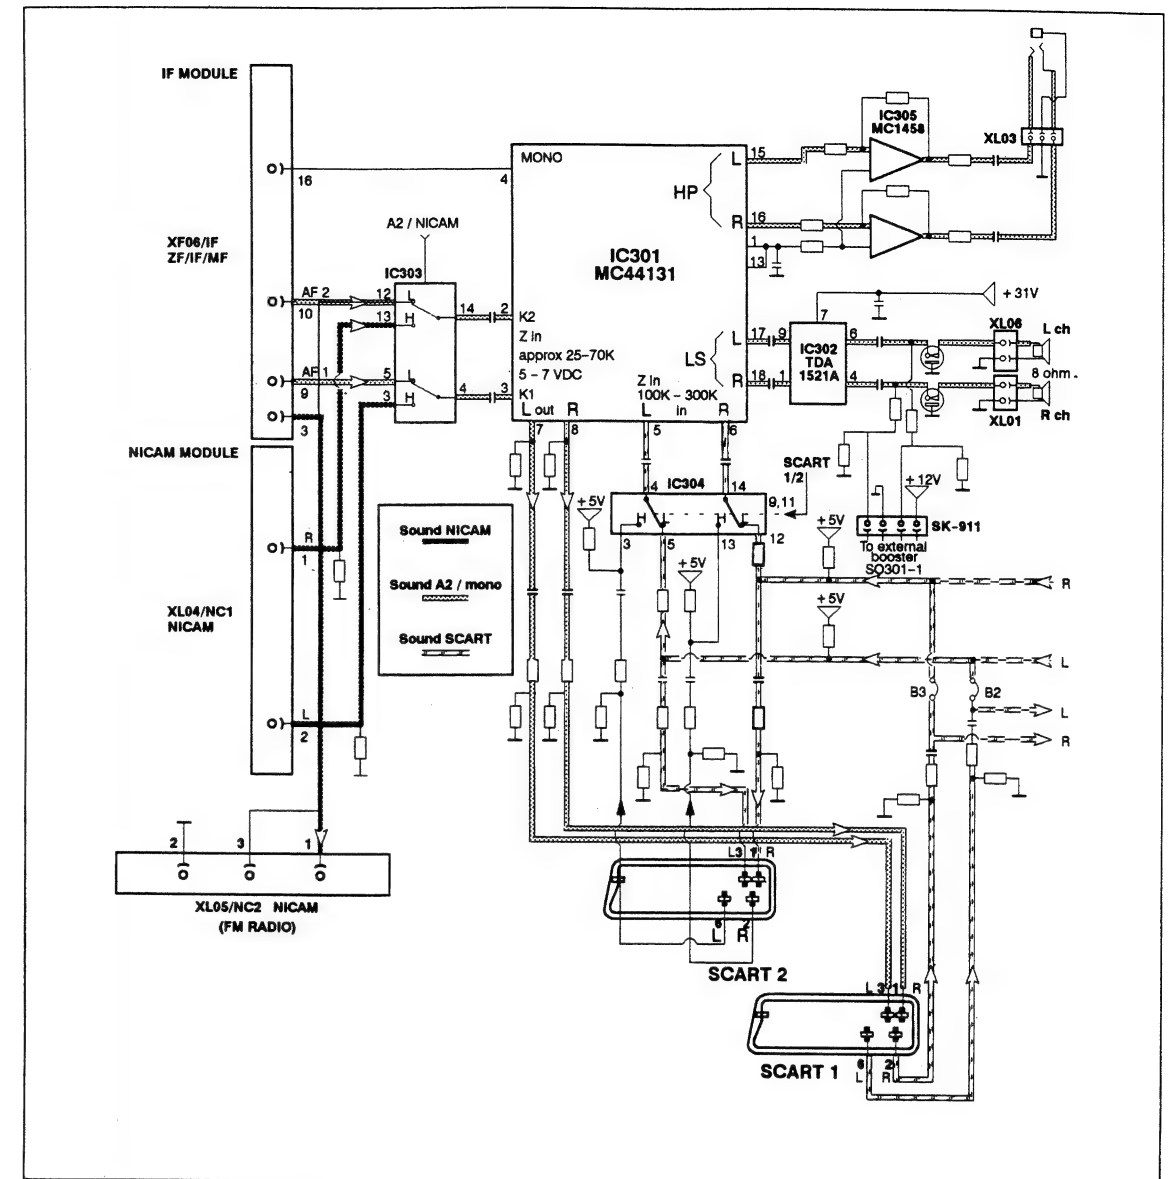 IF MODULE
16
XF06/IF
ZF/IF/MF
AF 2
10
AF 1
9
3
NICAM MODULE
R
1
XL04/NC1
NICAM
L
2
2
3
1
XL05/NC2 NICAM
(FM RADIO)
A2 / NICAM
IC303
12
L
13
H
14
5
L
3
H
4
Sound NICAM
Sound A2 / mono
Sound SCART
MONO
4
2
K2
Z in
approx 25-70K
5 - 7 VDC
3
K1
L out R
7
8
IC301
MC44131
L
15
HP
R
16
1
13
L
17
LS
R
18
Z in
100K - 300K
L in R
5
6
IC305
MC1458
XL03
+ 31V
7
9
6
IC302
TDA
1521A
1
4
XL06
L ch
8 ohm.
XL01
R ch
SCART
1/2
IC304
4
14
9,11
H
L
H
L
3
5
13
12
+ 5V
+ 5V
+ 5V
+ 5V
+ 12V
SK-911
To external
booster
SO301-1
R
L
B3
B2
L
R
L 3 1 R
6
2
L
R
SCART 2
L 3 1 R
6
2
L
R
SCART 1